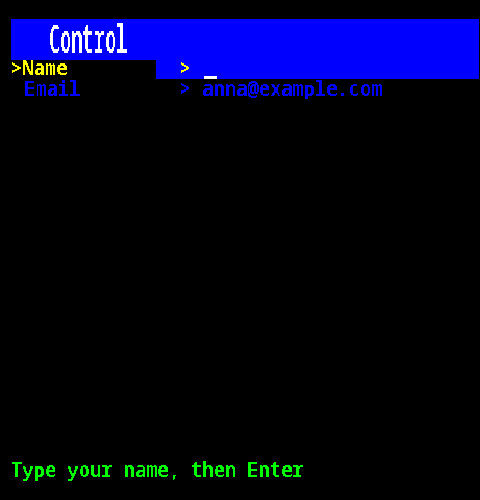 Control
>Name > _
Email > anna@example.com
Type your name, then Enter